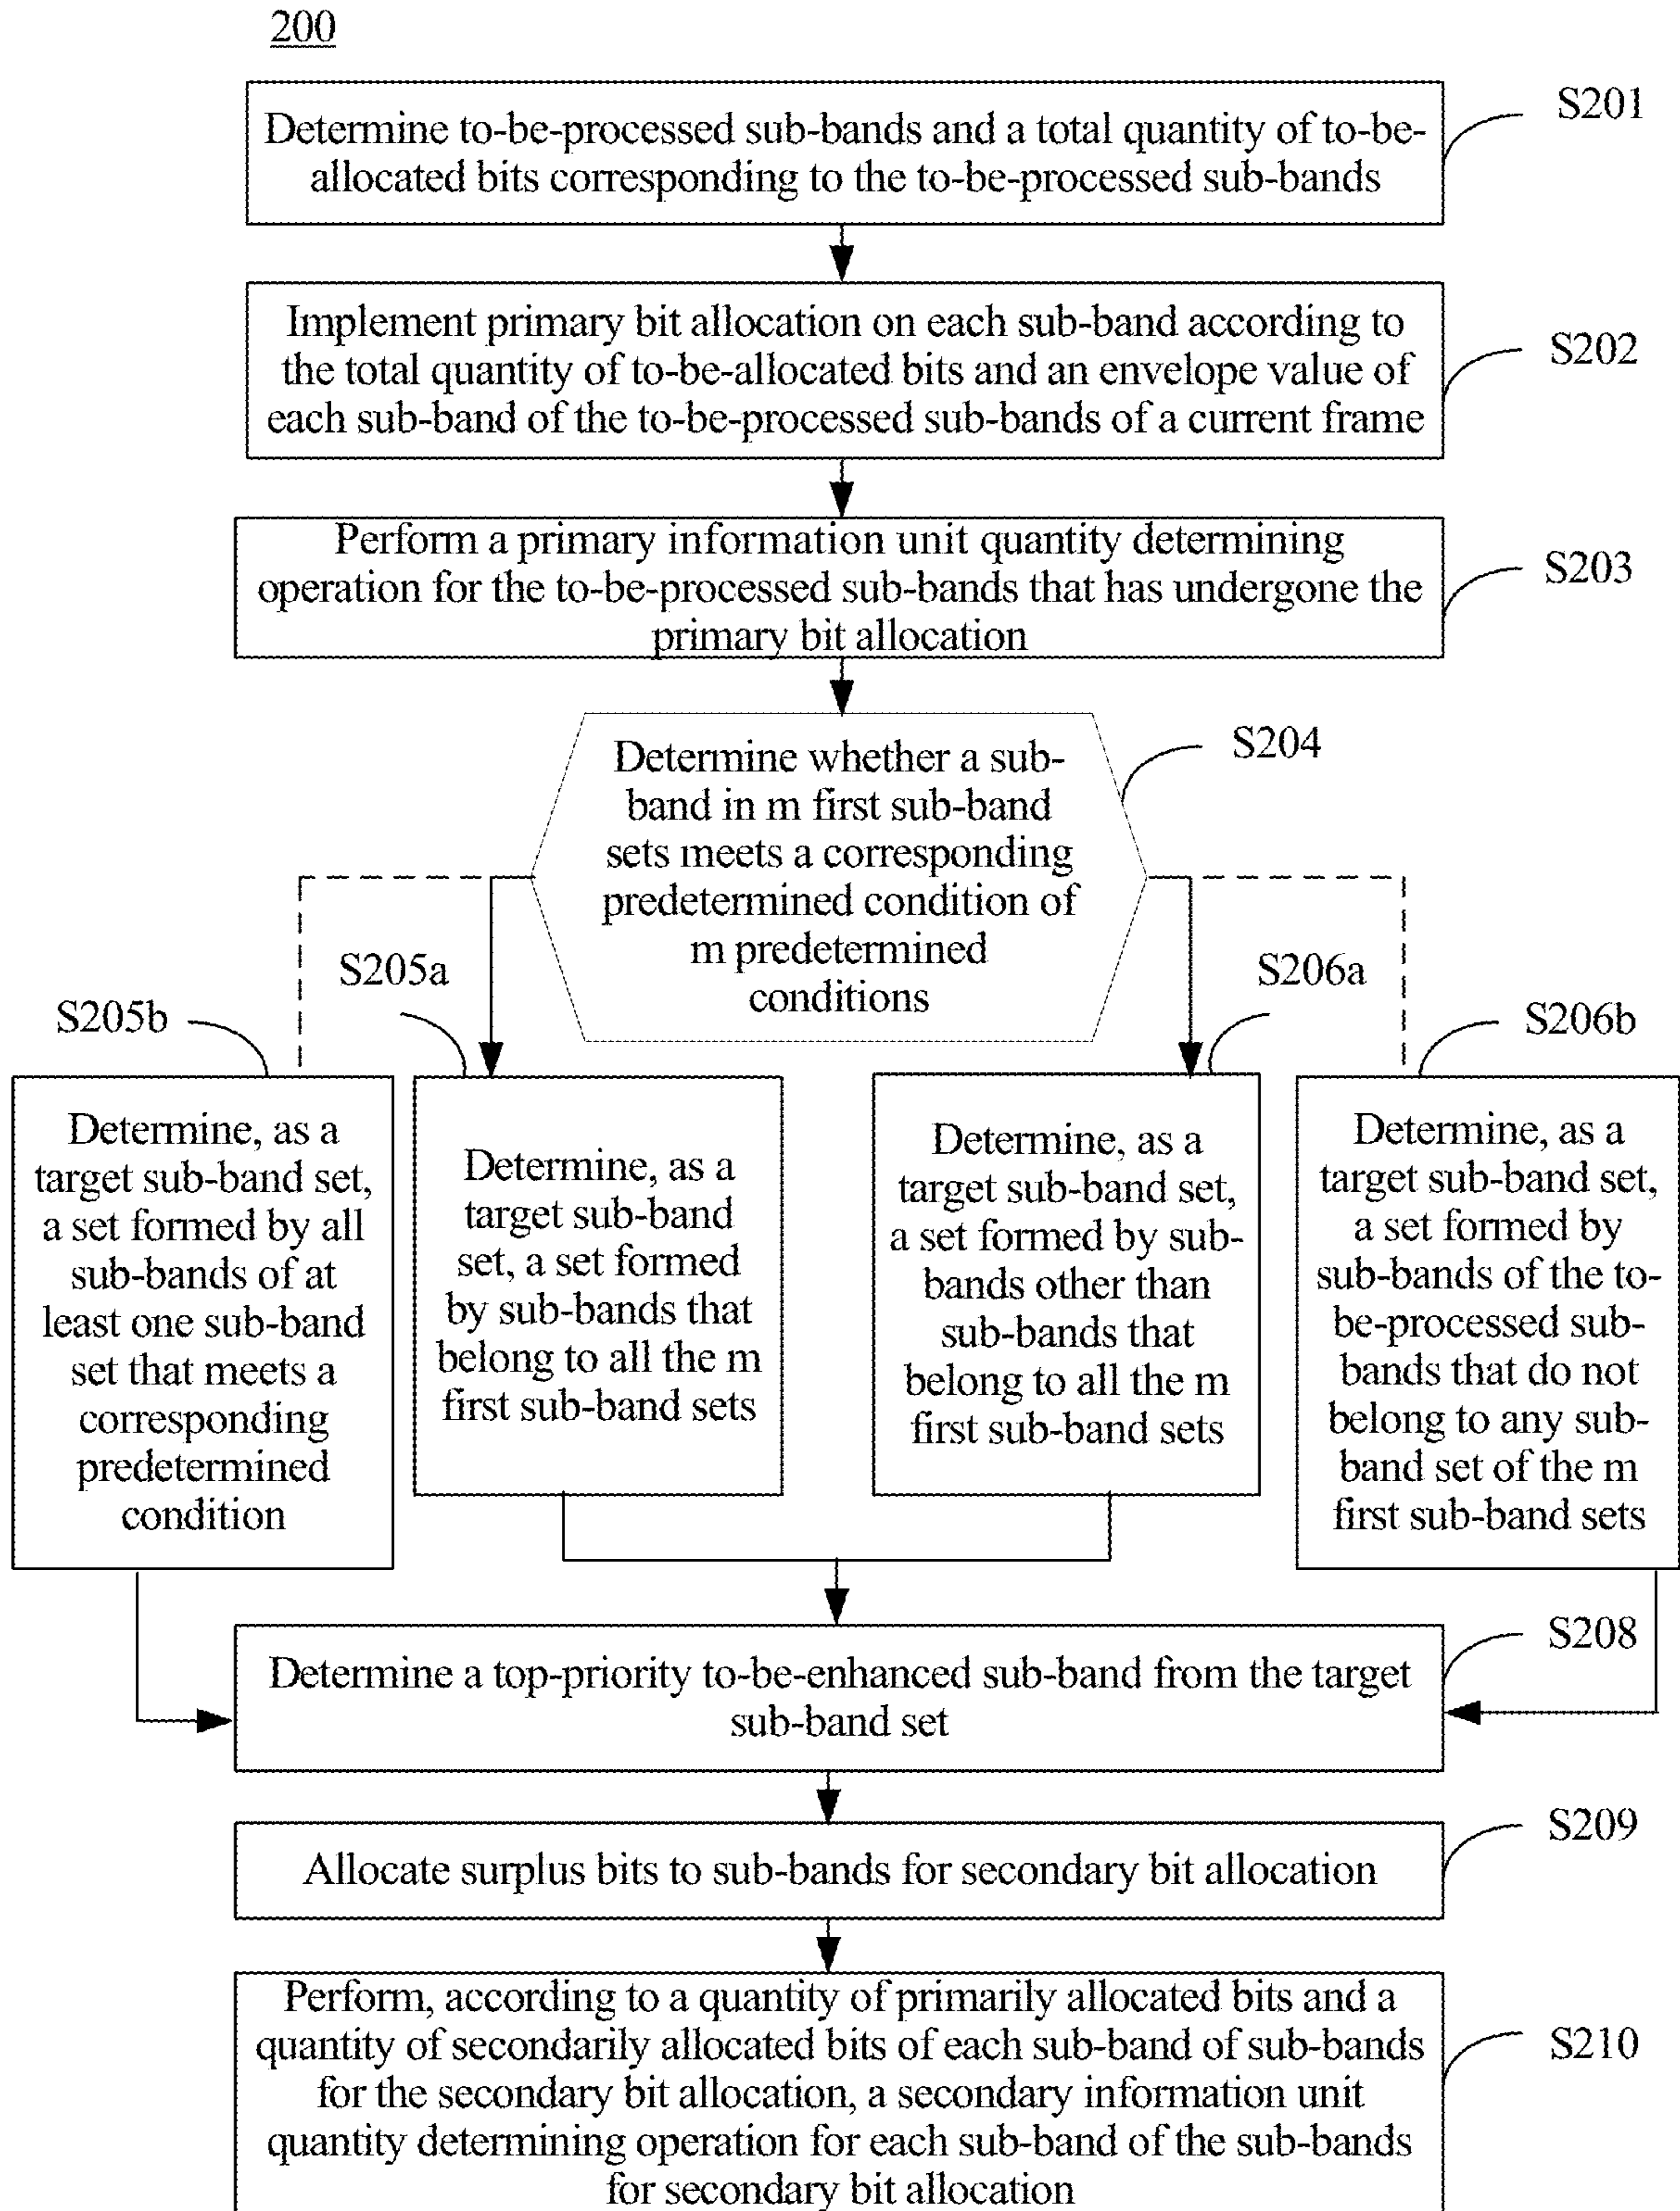 200
Determine to-be-processed sub-bands and a total quantity of to-be-
allocated bits corresponding to the to-be-processed sub-bands
S201
Implement primary bit allocation on each sub-band according to
the total quantity of to-be-allocated bits and an envelope value of
each sub-band of the to-be-processed sub-bands of a current frame
S202
Perform a primary information unit quantity determining
operation for the to-be-processed sub-bands that has undergone the
primary bit allocation
S203
Determine whether a sub-
band in m first sub-band
sets meets a corresponding
predetermined condition of
m predetermined
conditions
S204
S205b
Determine, as a
target sub-band set,
a set formed by all
sub-bands of at
least one sub-band
set that meets a
corresponding
predetermined
condition
S205a
Determine, as a
target sub-band
set, a set formed
by sub-bands that
belong to all the m
first sub-band sets
S206a
Determine, as a
target sub-band set,
a set formed by sub-
bands other than
sub-bands that
belong to all the m
first sub-band sets
S206b
Determine, as a
target sub-band set,
a set formed by
sub-bands of the to-
be-processed sub-
bands that do not
belong to any sub-
band set of the m
first sub-band sets
Determine a top-priority to-be-enhanced sub-band from the target
sub-band set
S208
Allocate surplus bits to sub-bands for secondary bit allocation
S209
Perform, according to a quantity of primarily allocated bits and a
quantity of secondarily allocated bits of each sub-band of sub-bands
for the secondary bit allocation, a secondary information unit
quantity determining operation for each sub-band of the sub-bands
for secondary bit allocation
S210